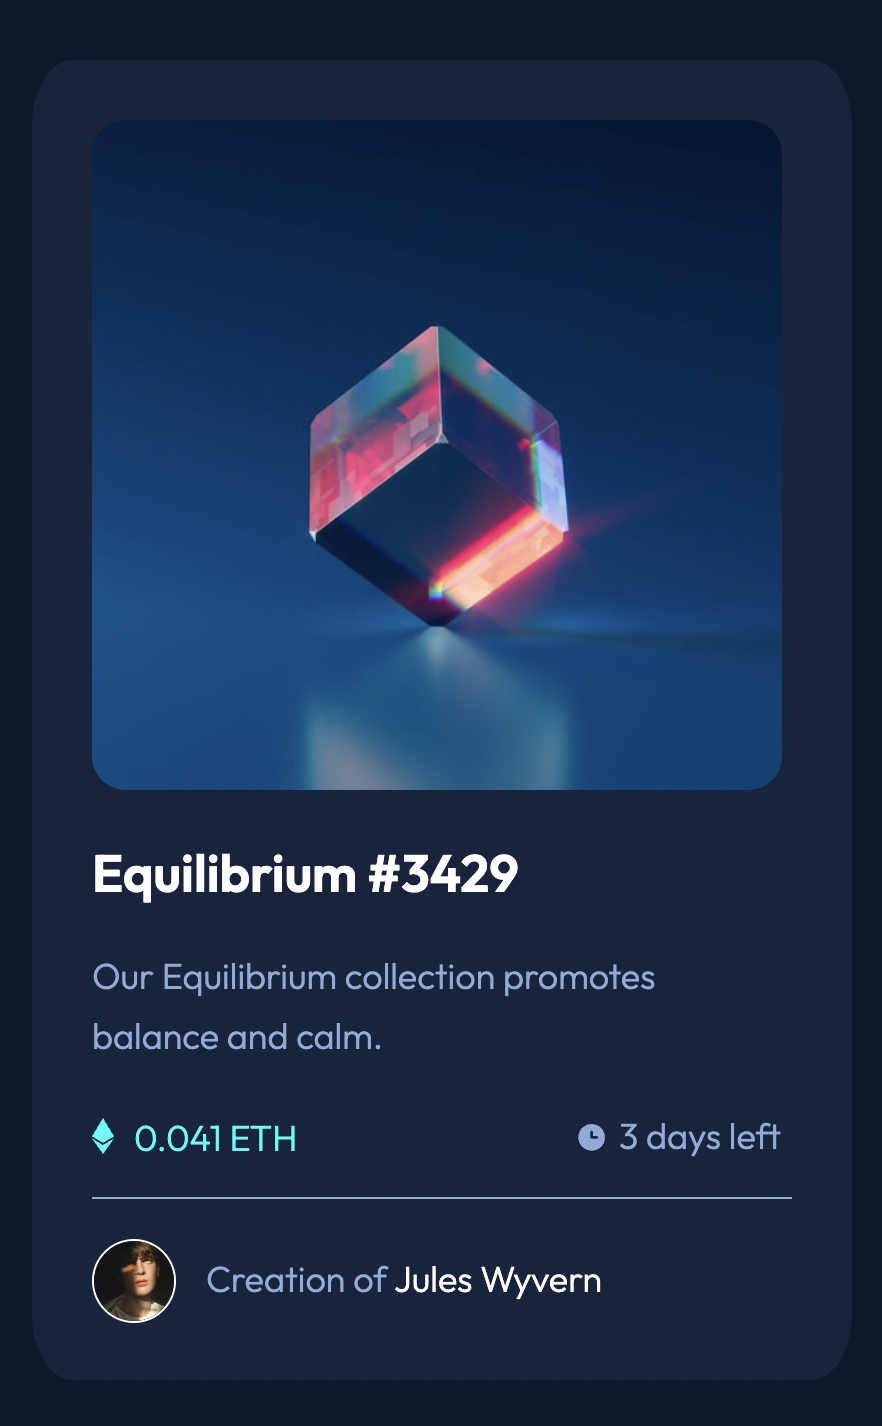 Equilibrium #3429
Our Equilibrium collection promotes
balance and calm.
0.041 ETH
3 days left
Creation of Jules Wyvern